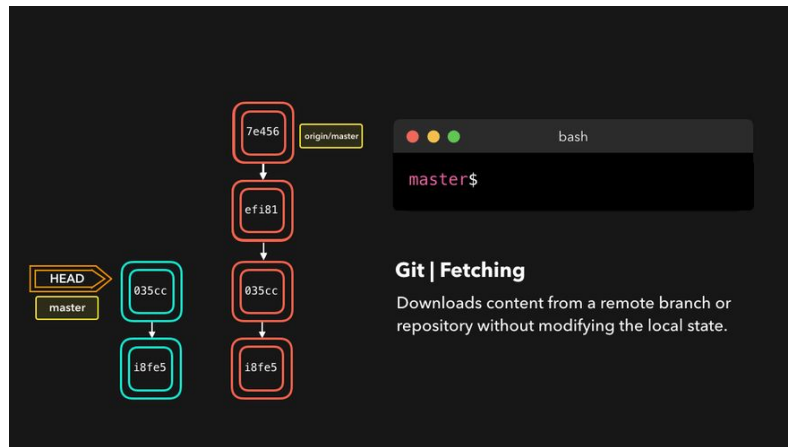 7e456
origin/master
bash
master$
efi81
HEAD
master
035cc
035cc
Git | Fetching
Downloads content from a remote branch or
repository without modifying the local state.
i8fe5
i8fe5